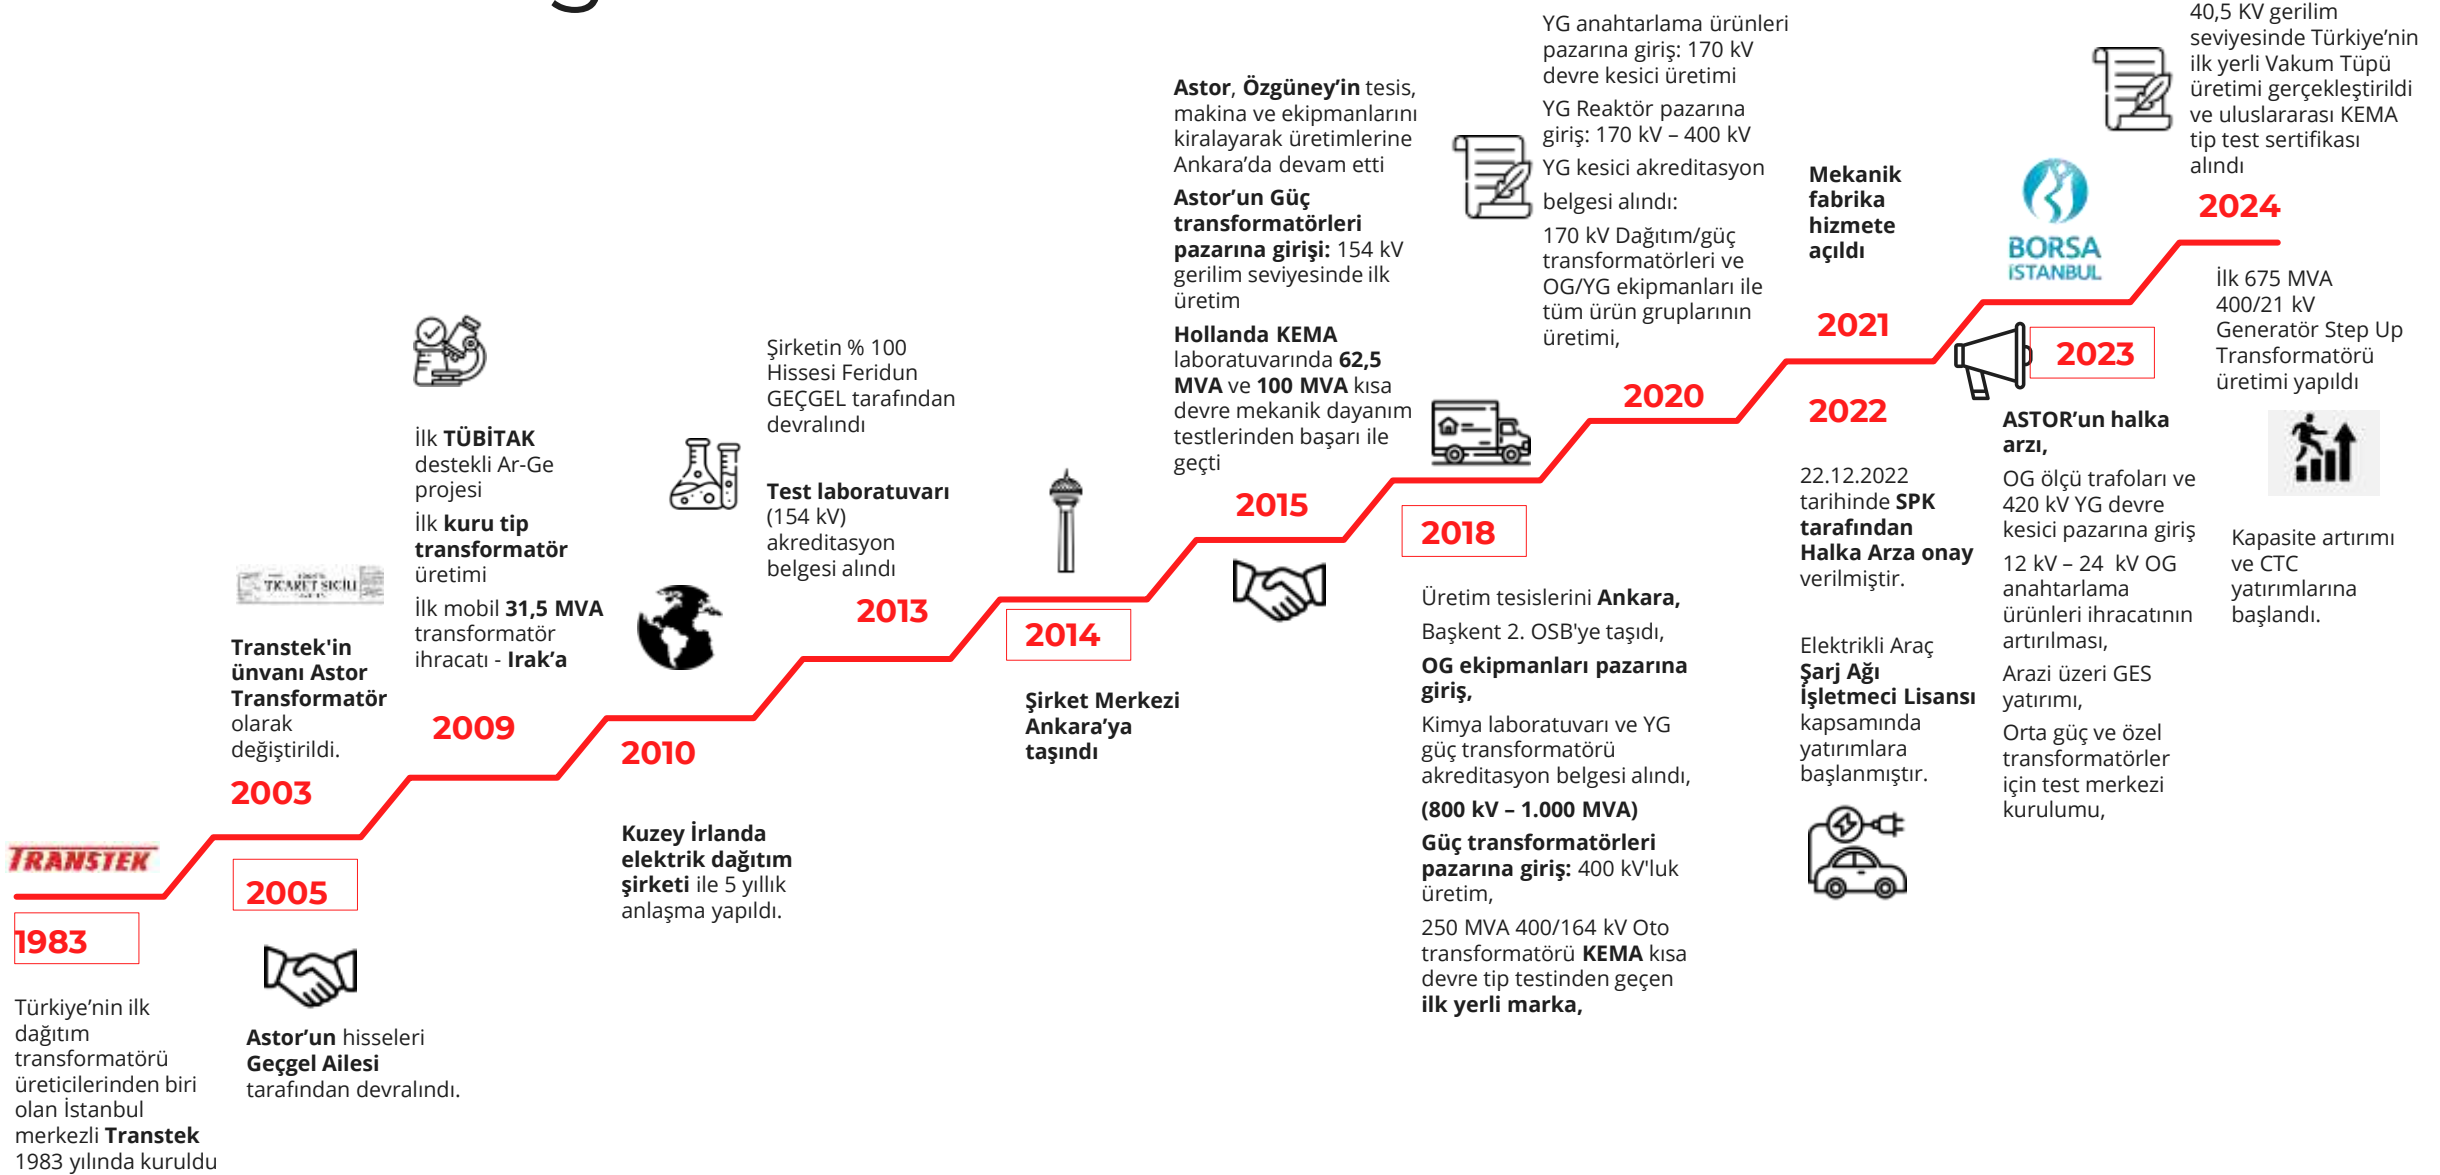 TRANSTEK
1983
Türkiye’nin ilk
dağıtım
transformatörü
üreticilerinden biri
olan İstanbul
merkezli Transtek
1983 yılında kuruldu
TİCARET SİCİLİ
Transtek'in
ünvanı Astor
Transformatör
olarak
değiştirildi.
2003
2005
Astor’un hisseleri
Geçgel Ailesi
tarafından devralındı.
İlk TÜBİTAK
destekli Ar-Ge
projesi
İlk kuru tip
transformatör
üretimi
İlk mobil 31,5 MVA
transformatör
ihracatı - Irak’a
2009
2010
Kuzey İrlanda
elektrik dağıtım
şirketi ile 5 yıllık
anlaşma yapıldı.
Şirketin % 100
Hissesi Feridun
GEÇGEL tarafından
devralındı
Test laboratuvarı
(154 kV)
akreditasyon
belgesi alındı
2013
2014
Şirket Merkezi
Ankara’ya
taşındı
Astor, Özgüney’in tesis,
makina ve ekipmanlarını
kiralayarak üretimlerine
Ankara’da devam etti
Astor’un Güç
transformatörleri
pazarına girişi: 154 kV
gerilim seviyesinde ilk
üretim
Hollanda KEMA
laboratuvarında 62,5
MVA ve 100 MVA kısa
devre mekanik dayanım
testlerinden başarı ile
geçti
2015
2018
Üretim tesislerini Ankara,
Başkent 2. OSB'ye taşıdı,
OG ekipmanları pazarına
giriş,
Kimya laboratuvarı ve YG
güç transformatörü
akreditasyon belgesi alındı,
(800 kV – 1.000 MVA)
Güç transformatörleri
pazarına giriş: 400 kV'luk
üretim,
250 MVA 400/164 kV Oto
transformatörü KEMA kısa
devre tip testinden geçen
ilk yerli marka,
YG anahtarlama ürünleri
pazarına giriş: 170 kV
devre kesici üretimi
YG Reaktör pazarına
giriş: 170 kV – 400 kV
YG kesici akreditasyon
belgesi alındı:
170 kV Dağıtım/güç
transformatörleri ve
OG/YG ekipmanları ile
tüm ürün gruplarının
üretimi,
2020
Mekanik
fabrika
hizmete
açıldı
2021
2022
22.12.2022
tarihinde SPK
tarafından
Halka Arza onay
verilmiştir.
Elektrikli Araç
Şarj Ağı
İşletmeci Lisansı
kapsamında
yatırımlara
başlanmıştır.
BORSA
İSTANBUL
2023
ASTOR’un halka
arzı,
OG ölçü trafoları ve
420 kV YG devre
kesici pazarına giriş
12 kV – 24 kV OG
anahtarlama
ürünleri ihracatının
artırılması,
Arazi üzeri GES
yatırımı,
Orta güç ve özel
transformatörler
için test merkezi
kurulumu,
40,5 KV gerilim
seviyesinde Türkiye’nin
ilk yerli Vakum Tüpü
üretimi gerçekleştirildi
ve uluslararası KEMA
tip test sertifikası
alındı
2024
İlk 675 MVA
400/21 kV
Generatör Step Up
Transformatörü
üretimi yapıldı
Kapasite artırımı
ve CTC
yatırımlarına
başlandı.